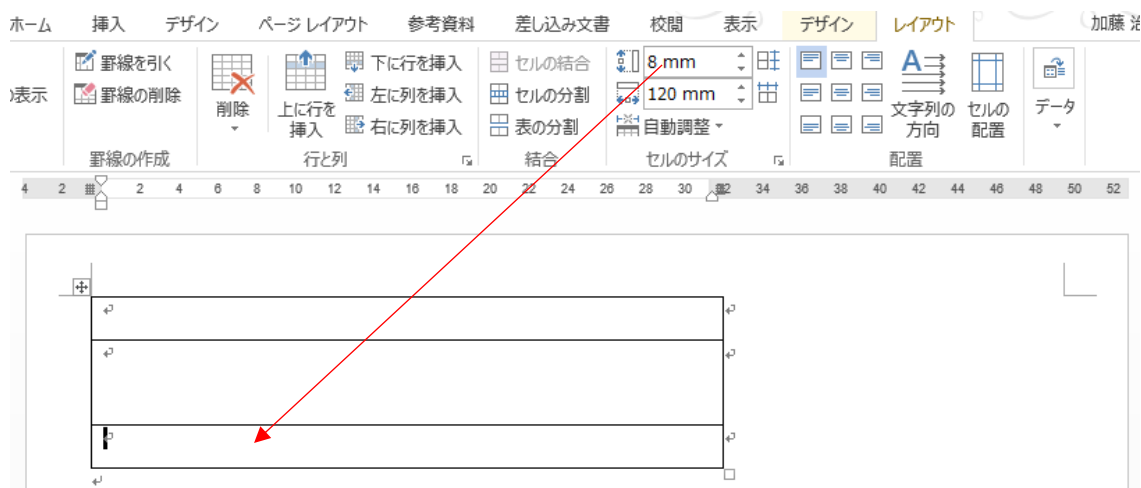 ホーム 挿入 デザイン ページ レイアウト 参考資料 差し込み文書 校閲 表示 デザイン レイアウト 加藤
表示 罫線を引く 罫線の削除 罫線の作成
削除 上に行を挿入 下に行を挿入 左に列を挿入 右に列を挿入 行と列
セルの結合 セルの分割 表の分割 結合
8 mm 120 mm 自動調整 セルのサイズ
文字列の方向 セルの配置 配置
データ
4 2 2 4 6 8 10 12 14 16 18 20 22 24 26 28 30 32 34 36 38 40 42 44 46 48 50 52